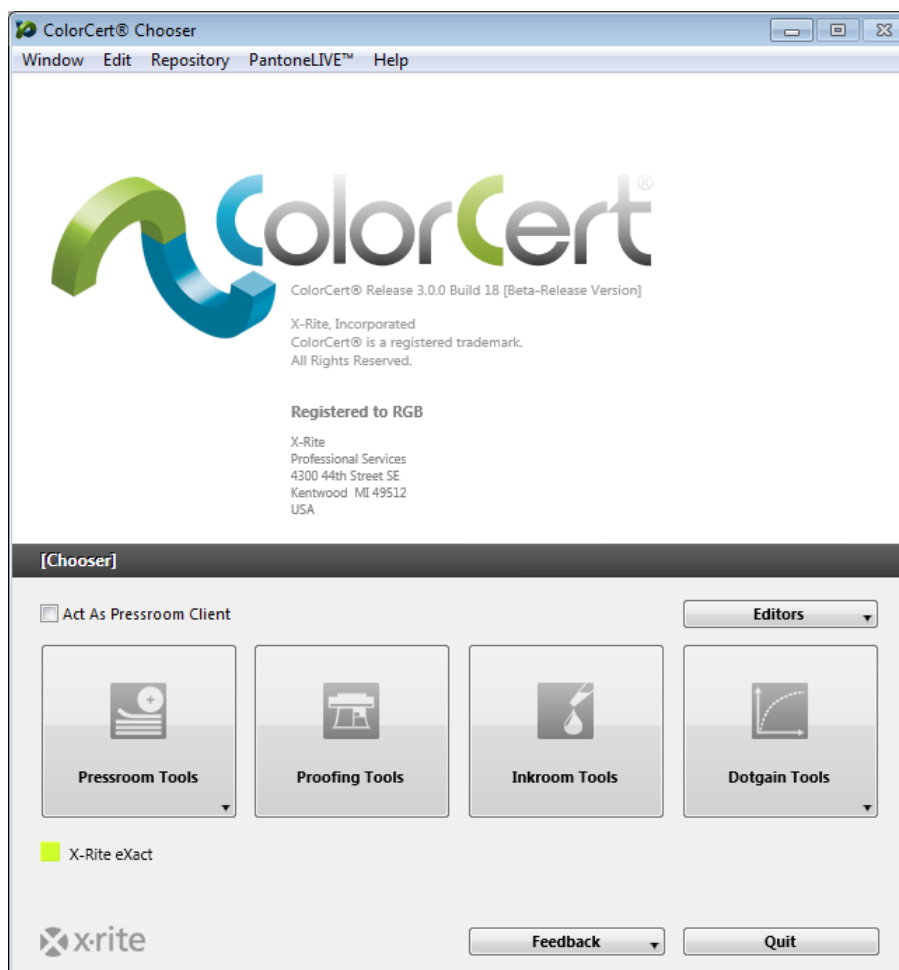 ColorCert® Chooser
Window Edit Repository PantoneLIVE™ Help
ColorCert®
ColorCert® Release 3.0.0 Build 18 [Beta-Release Version]
X-Rite, Incorporated
ColorCert® is a registered trademark.
All Rights Reserved.
Registered to RGB
X-Rite
Professional Services
4300 44th Street SE
Kentwood MI 49512
USA
[Chooser]
Act As Pressroom Client
Editors
Pressroom Tools
Proofing Tools
Inkroom Tools
Dotgain Tools
X-Rite eXact
x·rite
Feedback
Quit